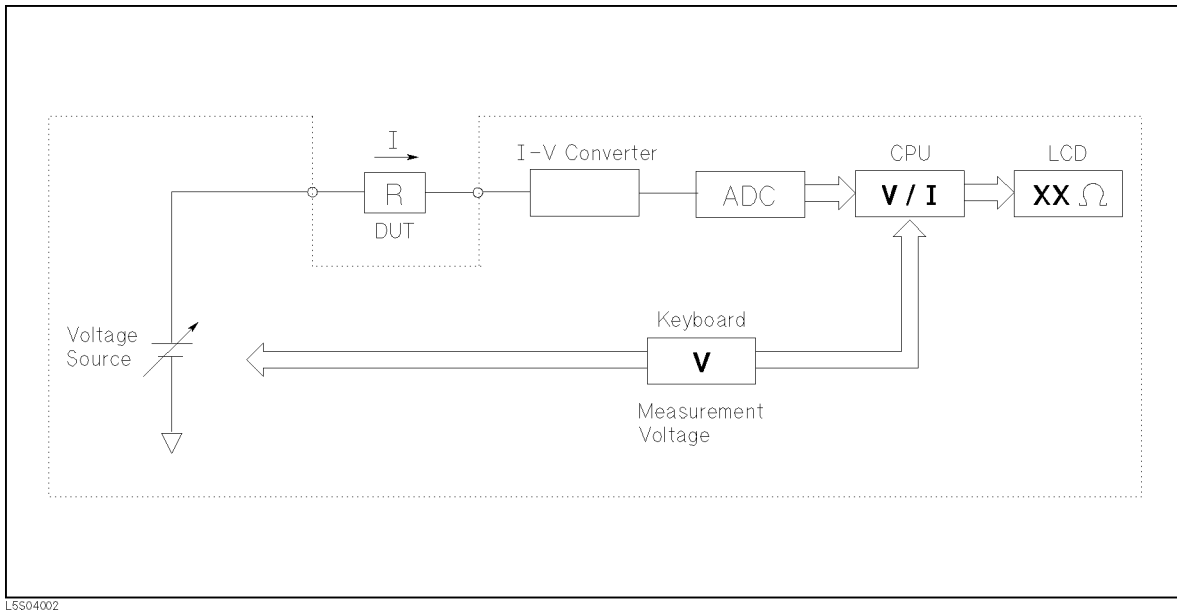 I
I-V Converter
CPU
LCD
R
ADC
V / I
XX Ω
DUT
Keyboard
Voltage
Source
V
Measurement
Voltage
L5S04002